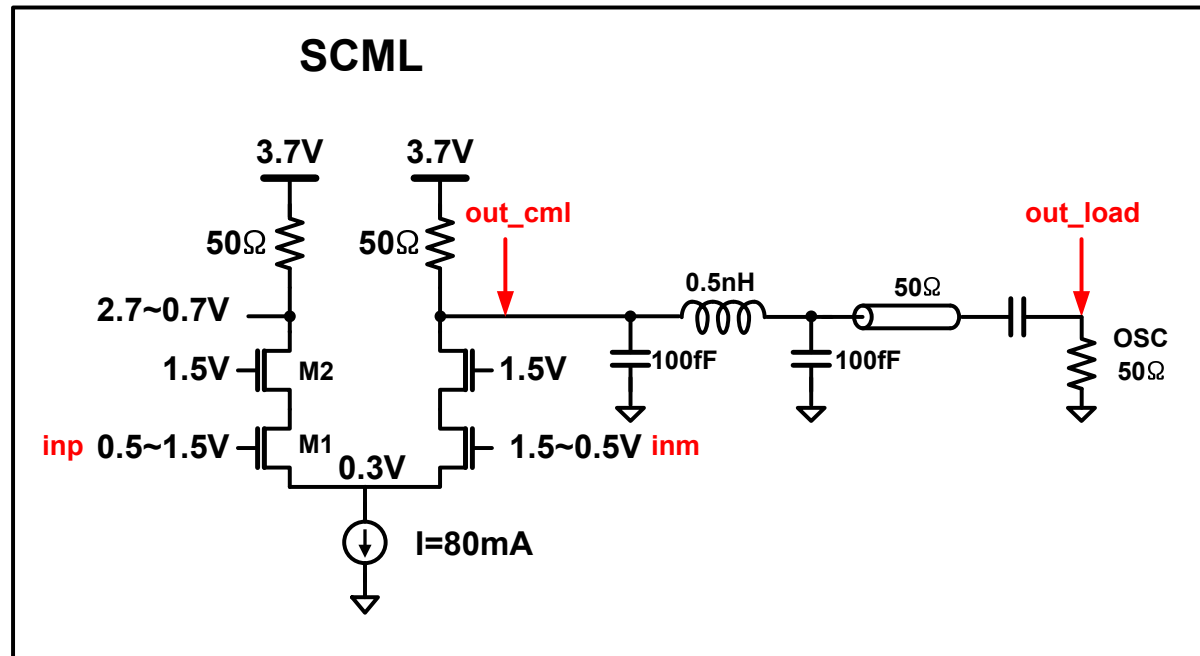 SCML
3.7V 3.7V
out_cml out_load
50Ω 50Ω 0.5nH 50Ω
2.7~0.7V
OSC
50Ω
100fF 100fF
1.5V M2 1.5V
inp 0.5~1.5V M1 1.5~0.5V inm
0.3V
I=80mA